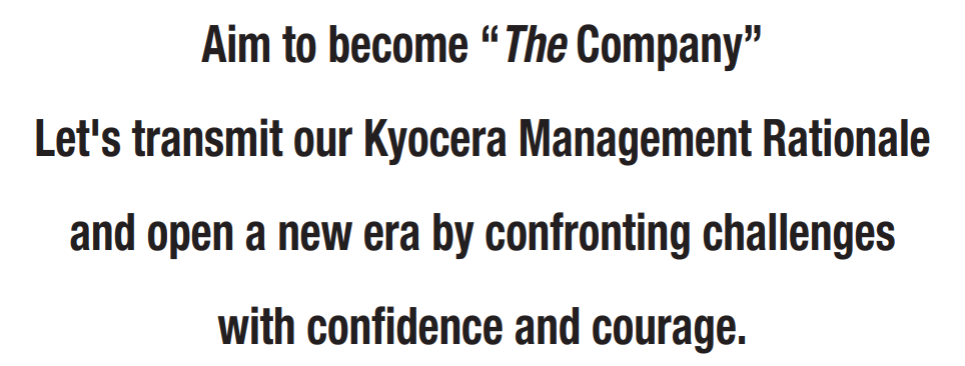 Aim to become “The Company”
Let's transmit our Kyocera Management Rationale
and open a new era by confronting challenges
with confidence and courage.